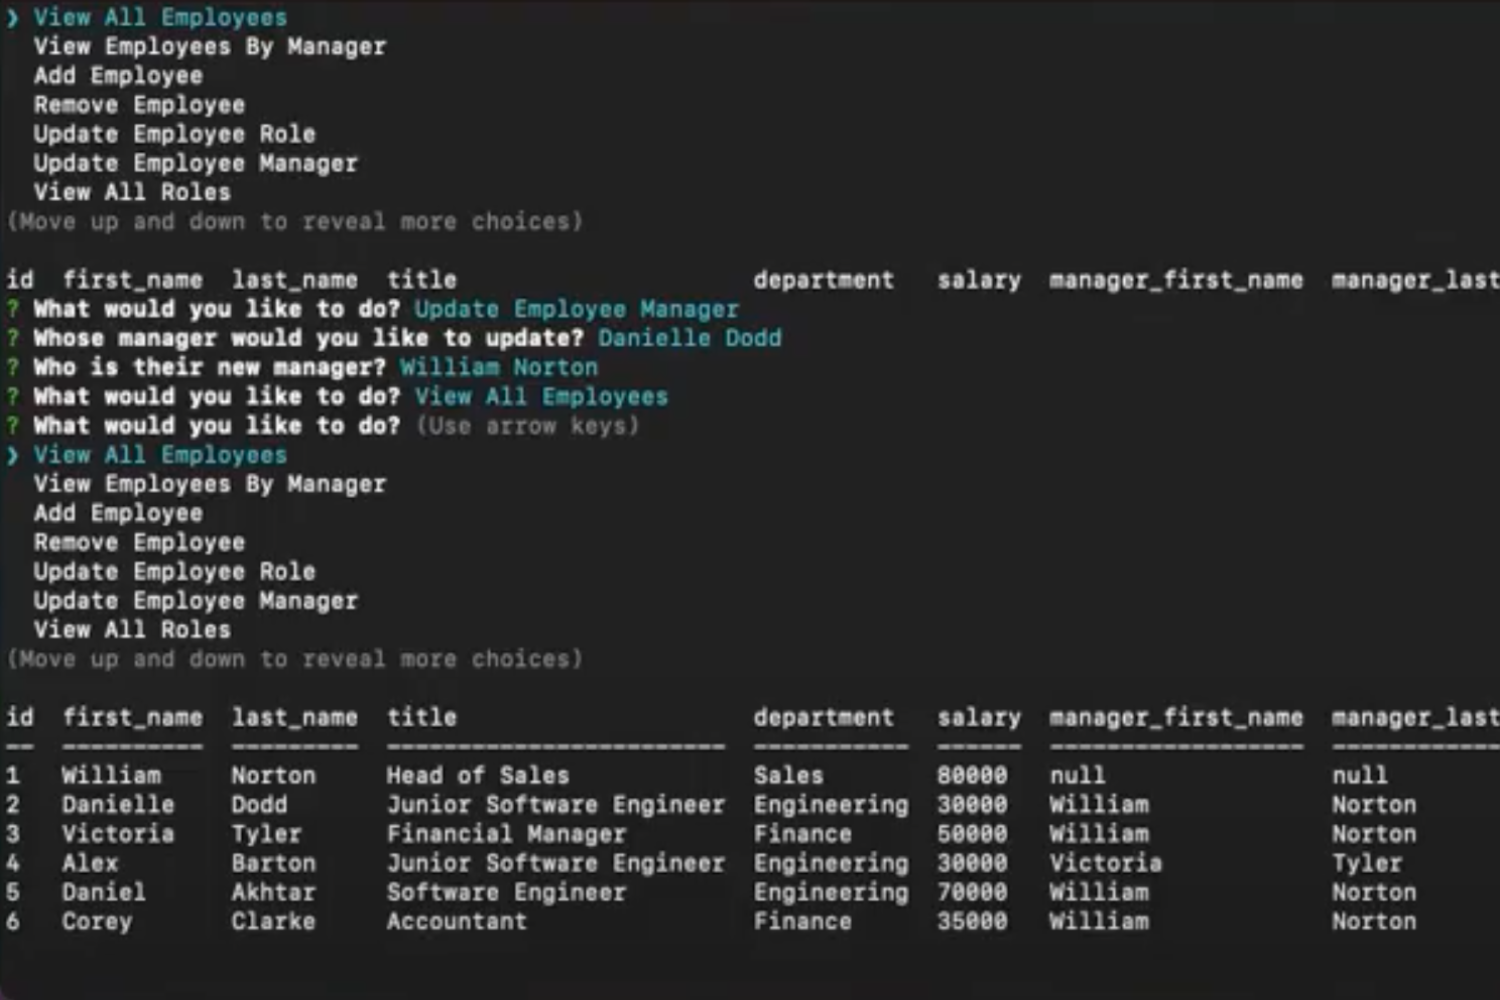 ❯ View All Employees
View Employees By Manager
Add Employee
Remove Employee
Update Employee Role
Update Employee Manager
View All Roles
(Move up and down to reveal more choices)
id first_name last_name title department salary manager_first_name manager_last
? What would you like to do? Update Employee Manager
? Whose manager would you like to update? Danielle Dodd
? Who is their new manager? William Norton
? What would you like to do? View All Employees
? What would you like to do? (Use arrow keys)
❯ View All Employees
View Employees By Manager
Add Employee
Remove Employee
Update Employee Role
Update Employee Manager
View All Roles
(Move up and down to reveal more choices)
id first_name last_name title department salary manager_first_name manager_last
-- ---------- --------- ------------------------ ----------- ------ ------------------ ------------
1 William Norton Head of Sales Sales 80000 null null
2 Danielle Dodd Junior Software Engineer Engineering 30000 William Norton
3 Victoria Tyler Financial Manager Finance 50000 William Norton
4 Alex Barton Junior Software Engineer Engineering 30000 Victoria Tyler
5 Daniel Akhtar Software Engineer Engineering 70000 William Norton
6 Corey Clarke Accountant Finance 35000 William Norton